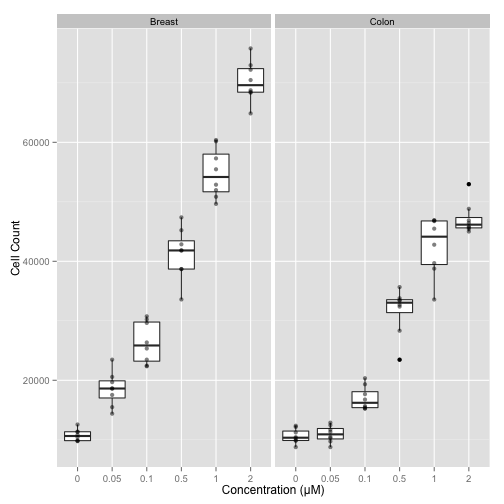 Breast Colon
60000
Cell Count
40000
20000
0 0.05 0.1 0.5 1 2 0 0.05 0.1 0.5 1 2
Concentration (µM)